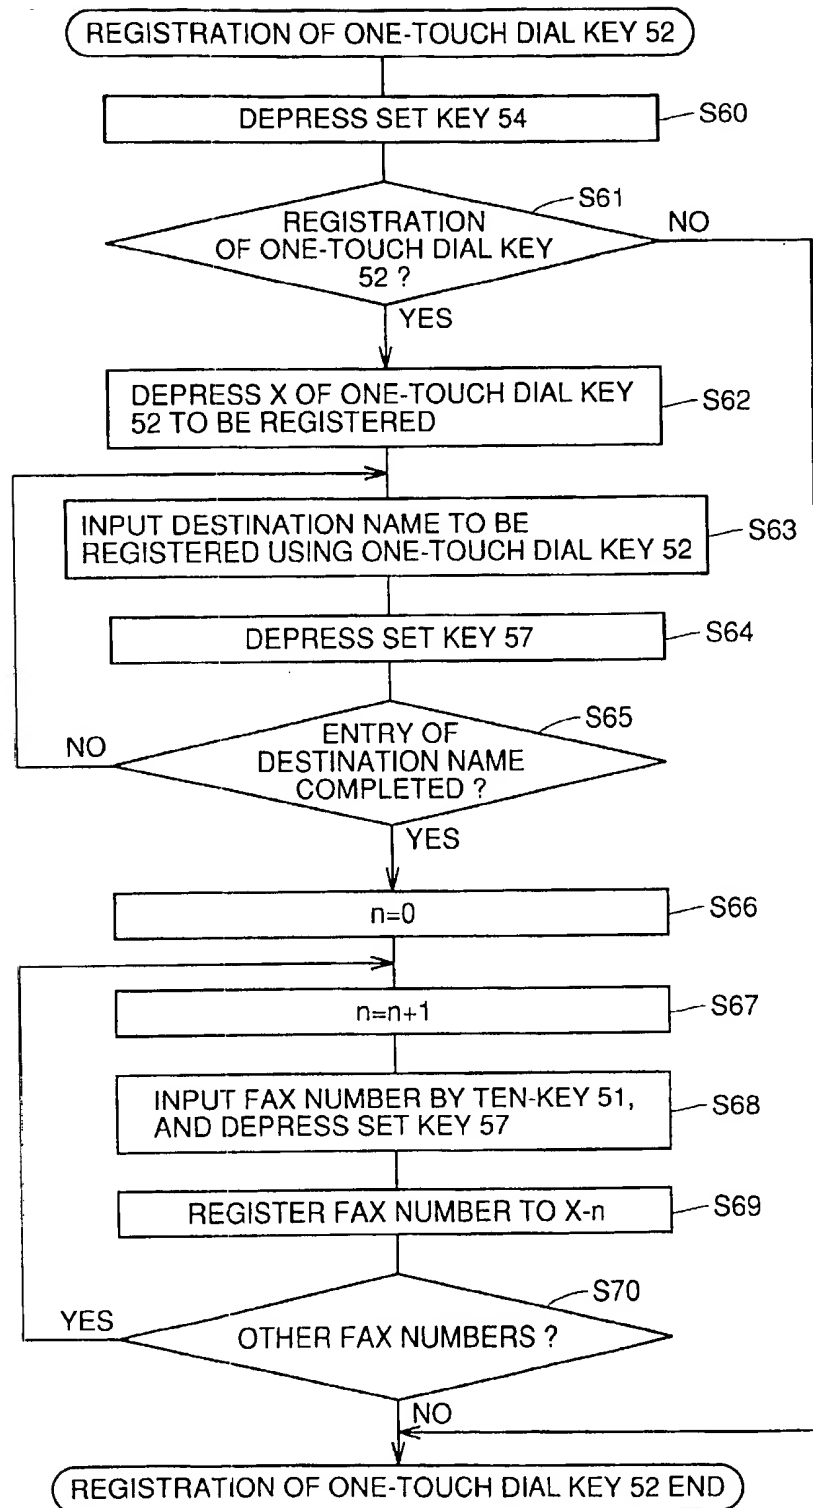 REGISTRATION OF ONE-TOUCH DIAL KEY 52
DEPRESS SET KEY 54
S60
S61
REGISTRATION
OF ONE-TOUCH DIAL KEY
52 ?
NO
YES
DEPRESS X OF ONE-TOUCH DIAL KEY
52 TO BE REGISTERED
S62
INPUT DESTINATION NAME TO BE
REGISTERED USING ONE-TOUCH DIAL KEY 52
S63
DEPRESS SET KEY 57
S64
S65
ENTRY OF
DESTINATION NAME
COMPLETED ?
NO
YES
n=0
S66
n=n+1
S67
INPUT FAX NUMBER BY TEN-KEY 51,
AND DEPRESS SET KEY 57
S68
REGISTER FAX NUMBER TO X-n
S69
S70
YES
OTHER FAX NUMBERS ?
NO
REGISTRATION OF ONE-TOUCH DIAL KEY 52 END